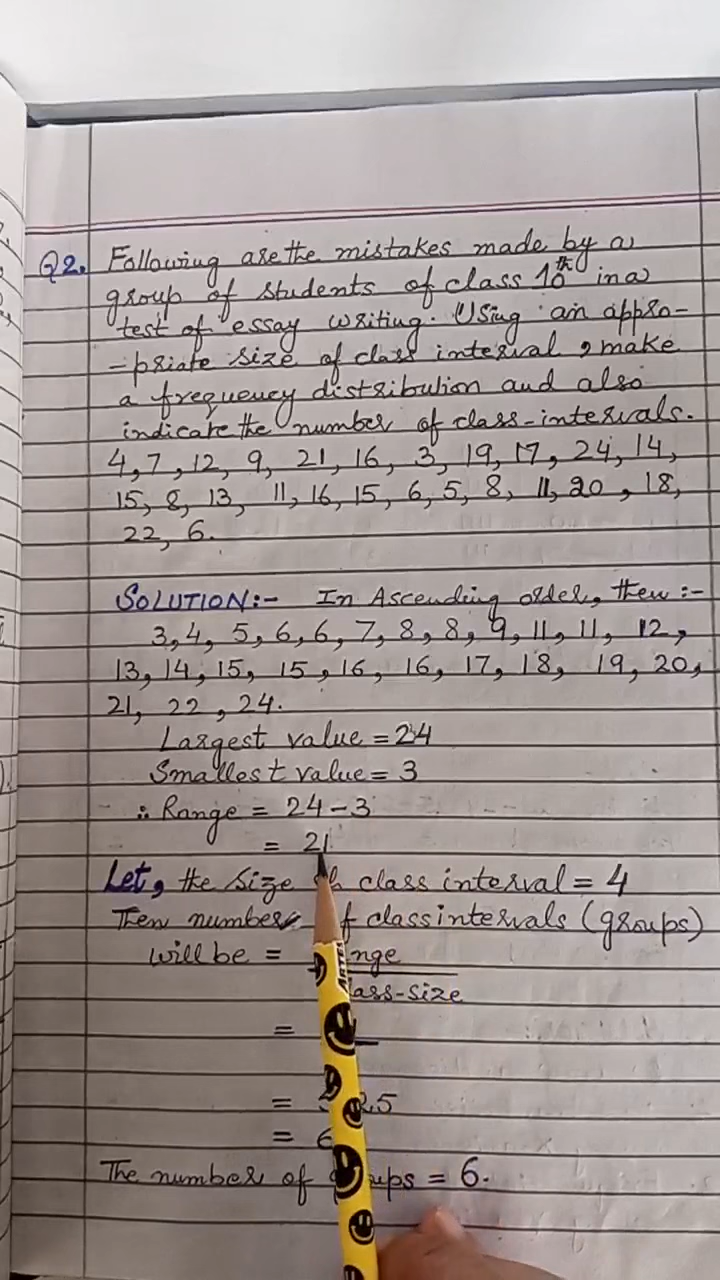 Q2. Following are the mistakes made by a
group of students of class 10th in a
test of essay writing. Using an appro-
-priate size of class interval, make
a frequency distribution and also
indicate the number of class-intervals.
4, 7, 12, 9, 21, 16, 3, 19, 17, 24, 14,
15, 8, 13, 11, 16, 15, 6, 5, 8, 11, 20, 18,
22, 6.
SOLUTION:- In Ascending order, then :-
3, 4, 5, 6, 6, 7, 8, 8, 9, 11, 11, 12,
13, 14, 15, 15, 16, 16, 17, 18, 19, 20,
21, 22, 24.
Largest value = 24
Smallest value = 3
∴ Range = 24 - 3
= 21
Let, the size class interval = 4
Then number class intervals (groups)
will be =
=
=
=
The number of = 6.
ARTE